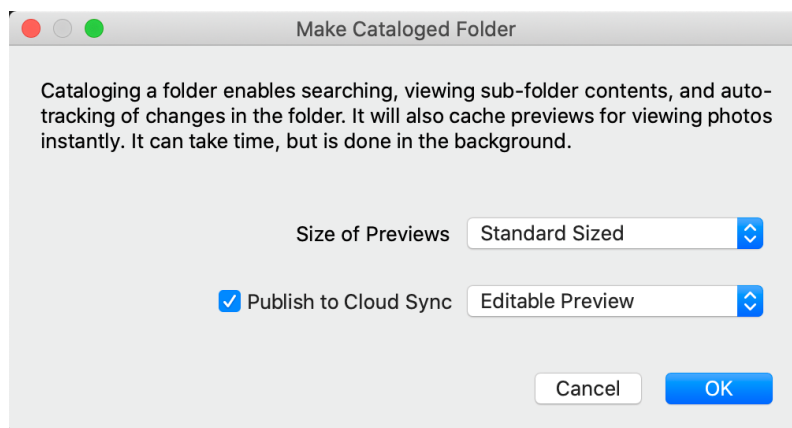 Make Cataloged Folder
Cataloging a folder enables searching, viewing sub-folder contents, and auto-
tracking of changes in the folder. It will also cache previews for viewing photos
instantly. It can take time, but is done in the background.
Size of Previews Standard Sized
Publish to Cloud Sync Editable Preview
Cancel OK